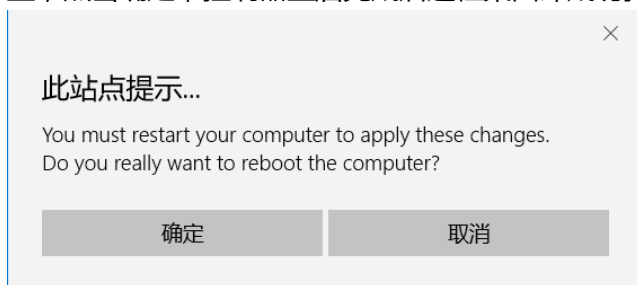 此站点提示...
You must restart your computer to apply these changes.
Do you really want to reboot the computer?
确定
取消